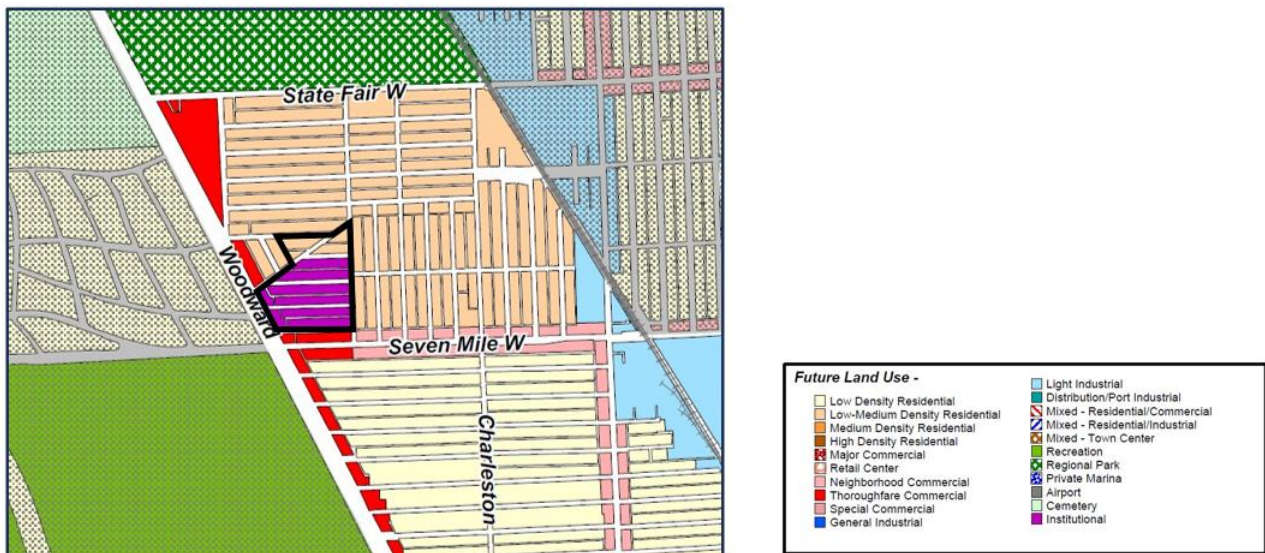 State Fair W
Woodward
Seven Mile W
Charleston
Future Land Use -
Low Density Residential
Low-Medium Density Residential
Medium Density Residential
High Density Residential
Major Commercial
Retail Center
Neighborhood Commercial
Thoroughfare Commercial
Special Commercial
General Industrial
Light Industrial
Distribution/Port Industrial
Mixed - Residential/Commercial
Mixed - Residential/Industrial
Mixed - Town Center
Recreation
Regional Park
Private Marina
Airport
Cemetery
Institutional